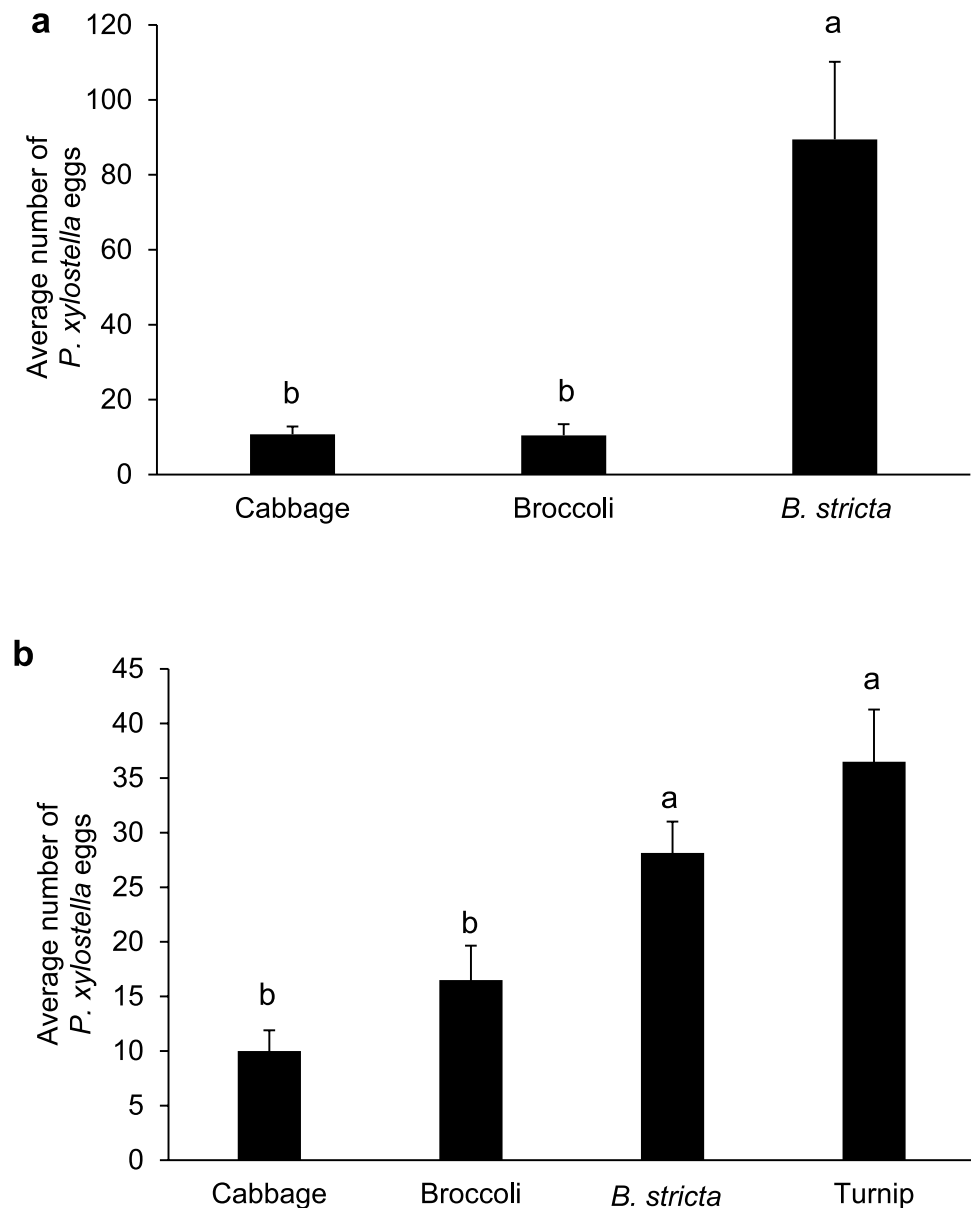 a
120
100
80
60
40
20
0
Average number of
P. xylostella eggs
b
b
a
Cabbage Broccoli B. stricta
b
45
40
35
30
25
20
15
10
5
0
Average number of
P. xylostella eggs
b
b
a
a
Cabbage Broccoli B. stricta Turnip